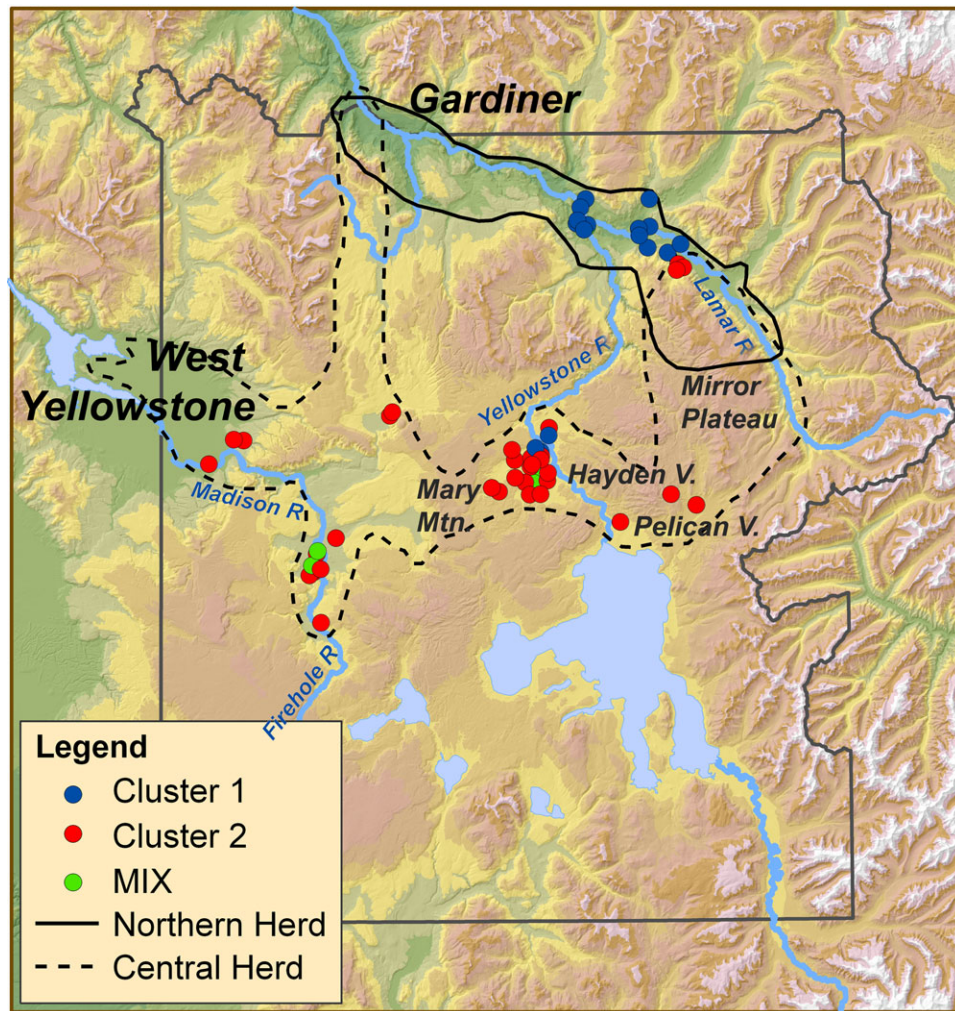 Gardiner
West
Yellowstone
Lamar R
Yellowstone R
Mirror
Plateau
Madison R
Mary
Mtn.
Hayden V.
Pelican V.
Firehole R
Legend
Cluster 1
Cluster 2
MIX
Northern Herd
Central Herd